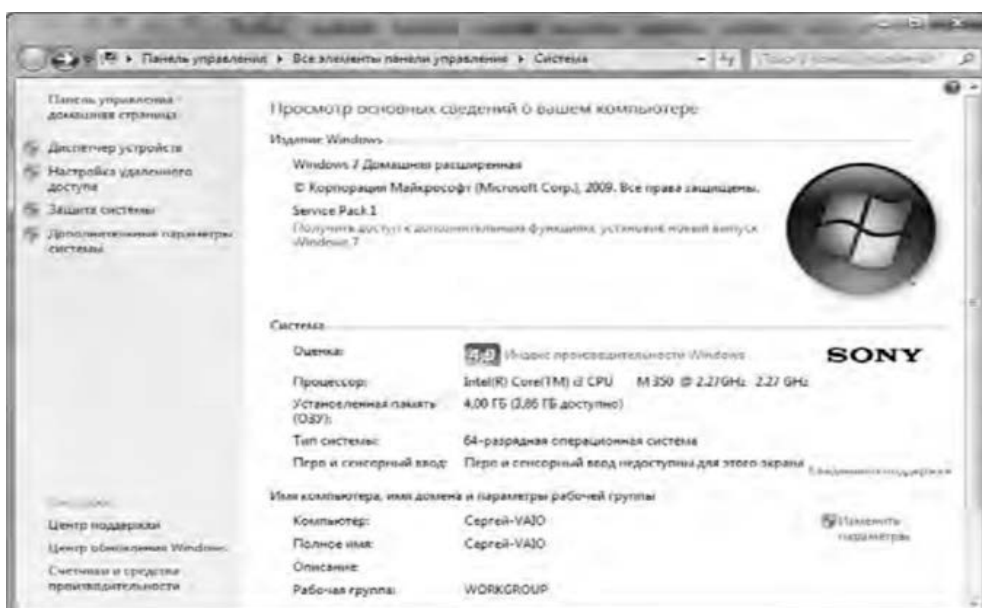 Панель управления ▸ Все элементы панели управления ▸ Система
Панель управления -
домашняя страница
Диспетчер устройств
Настройка удаленного
доступа
Защита системы
Дополнительные параметры
системы
Просмотр основных сведений о вашем компьютере
Издание Windows
Windows 7 Домашняя расширенная
© Корпорация Майкрософт (Microsoft Corp.), 2009. Все права защищены.
Service Pack 1
Получить доступ к дополнительным функциям, установив новый выпуск
Windows 7
Система
Оценка: Индекс производительности Windows
SONY
Процессор: Intel(R) Core(TM) i3 CPU M 350 @ 2.27GHz 2.27 GHz
Установленная память
(ОЗУ): 4,00 ГБ (3,86 ГБ доступно)
Тип системы: 64-разрядная операционная система
Перо и сенсорный ввод: Перо и сенсорный ввод недоступны для этого экрана
Имя компьютера, имя домена и параметры рабочей группы
Компьютер: Сергей-VAIO
Изменить
параметры
Полное имя: Сергей-VAIO
Описание:
Рабочая группа: WORKGROUP
Центр поддержки
Центр обновления Windows
Счетчики и средства
производительности